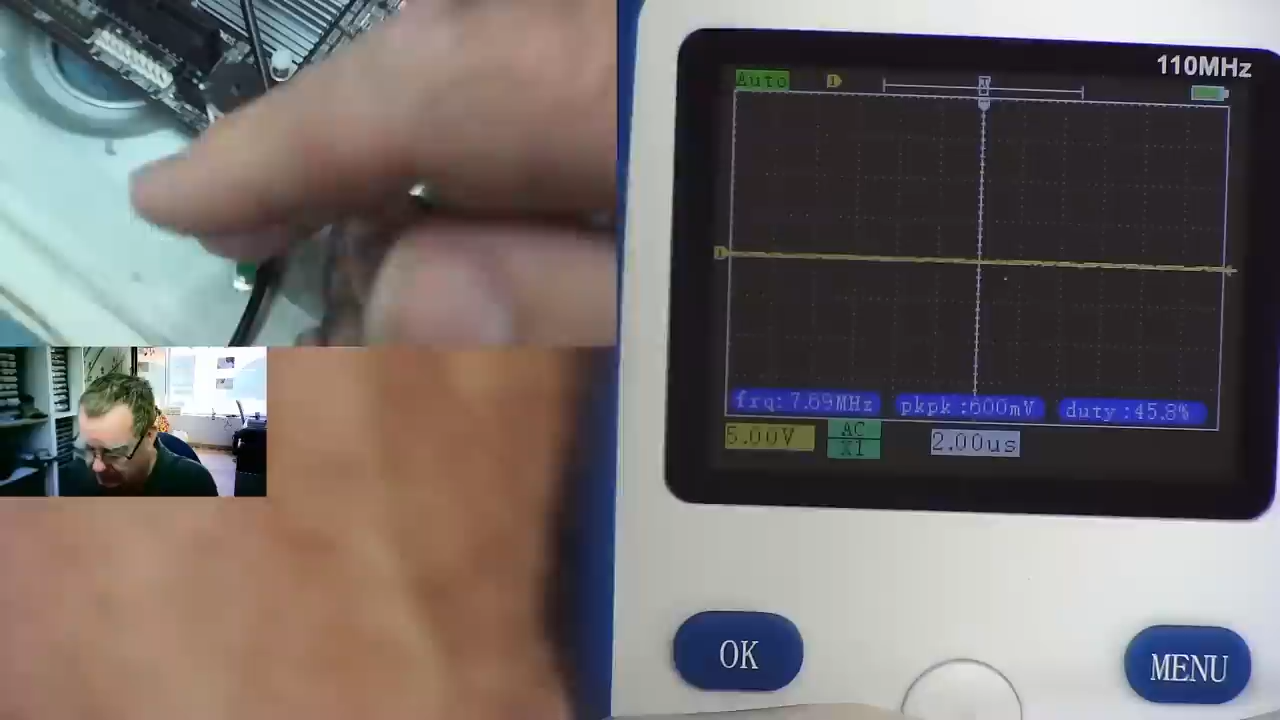 110MHz
Auto
frq:7.69MHz pkpk:600mV duty:45.8%
5.00V AC 2.00us
X1
OK MENU